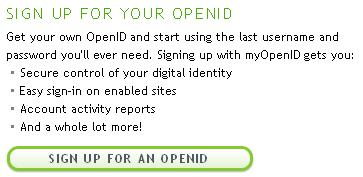 SIGN UP FOR YOUR OPENID
Get your own OpenID and start using the last username and
password you'll ever need. Signing up with myOpenID gets you:
• Secure control of your digital identity
• Easy sign-in on enabled sites
• Account activity reports
• And a whole lot more!
SIGN UP FOR AN OPENID